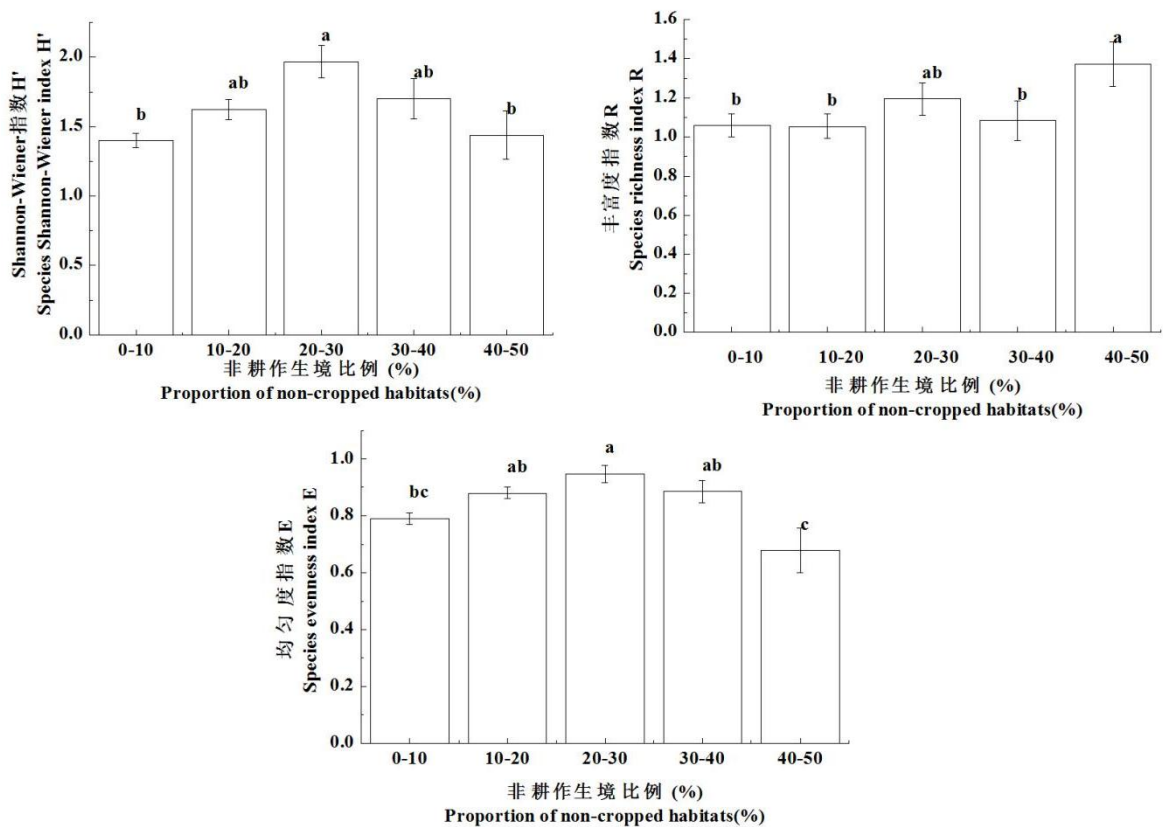 Shannon-Wiener指数H'
Species Shannon-Wiener index H'
2.0
1.5
1.0
0.5
0.0
b
ab
a
ab
b
0-10 10-20 20-30 30-40 40-50
非耕作生境比例 (%)
Proportion of non-cropped habitats(%)
丰富度指数R
Species richness index R
1.6
1.4
1.2
1.0
0.8
0.6
0.4
0.2
0.0
b
b
ab
b
a
0-10 10-20 20-30 30-40 40-50
非耕作生境比例 (%)
Proportion of non-cropped habitats(%)
均匀度指数E
Species evenness index E
1.0
0.8
0.6
0.4
0.2
0.0
bc
ab
a
ab
c
0-10 10-20 20-30 30-40 40-50
非耕作生境比例 (%)
Proportion of non-cropped habitats(%)